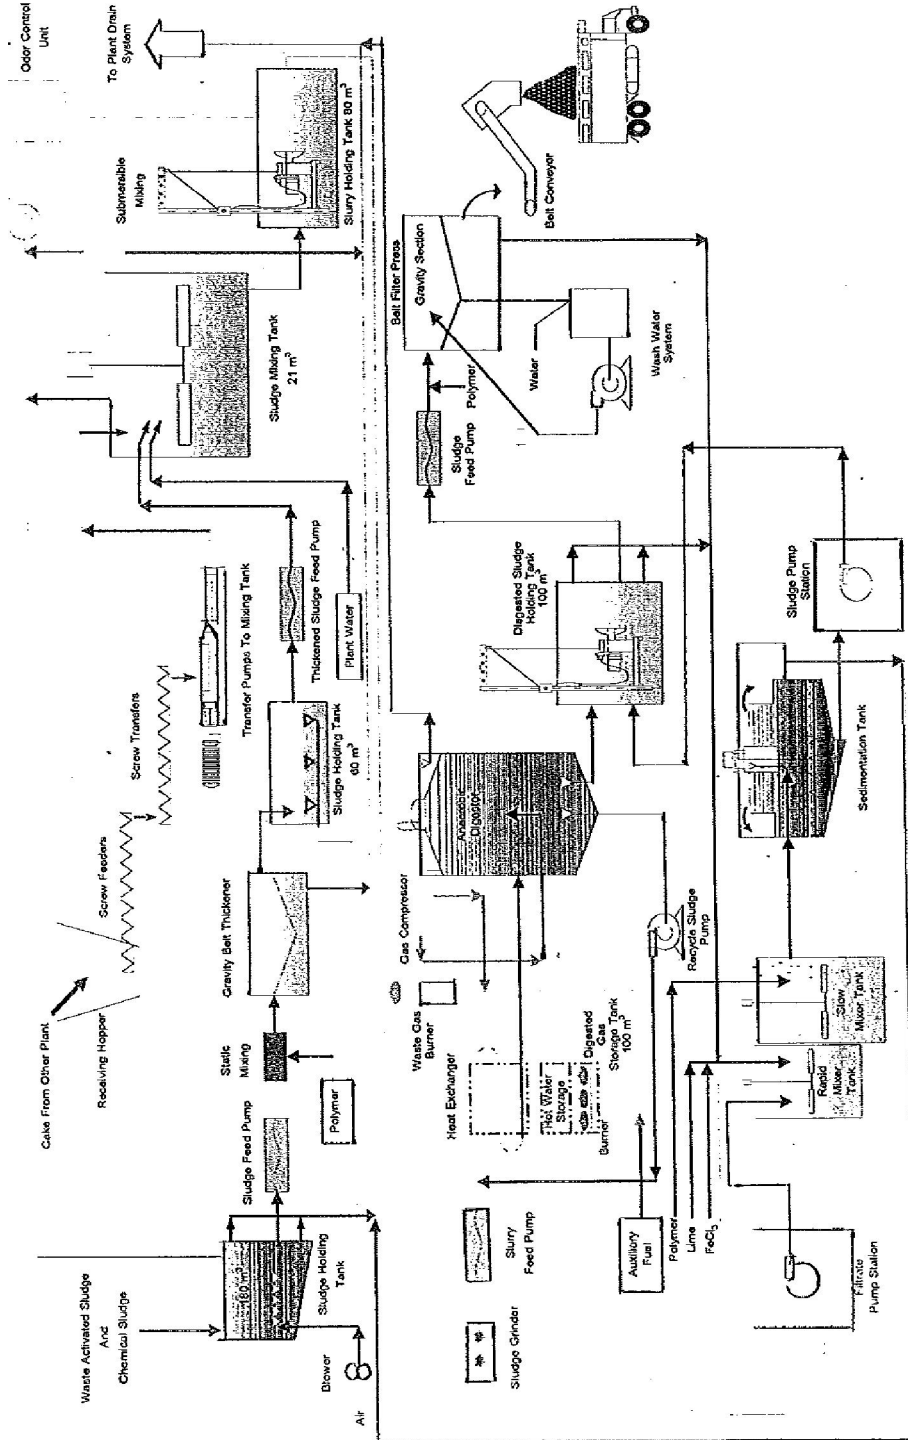 Odor Control
Unit
To Plant Drain
System
Submersible
Mixing
Slurry Holding Tank 80 m³
Sludge Mixing Tank
21 m³
Cake From Other Plant
Receiving Hopper
Screw Feeders
Screw Transfers
Transfer Pumps To Mixing Tank
Waste Activated Sludge
And
Chemical Sludge
180 m³
Sludge Holding
Tank
Blower
Air
Sludge Feed Pump
Polymer
Static
Mixing
Gravity Belt Thickener
Sludge Holding Tank
60 m³
Thickened Sludge Feed Pump
Plant Water
Belt Filter Press
Gravity Section
Belt Conveyor
Water
Wash Water
System
Polymer
Sludge
Feed Pump
Disgested Sludge
Holding Tank
100 m³
Anaerobic
Digestor
Gas Compressor
Waste Gas
Burner
Heat Exchanger
Hot Water
Storage
Burner
Digested
Gas
Storage Tank
100 m³
Recycle Sludge
Pump
Sludge Grinder
Slurry
Feed Pump
Auxiliary
Fuel
Polymer
Lime
FeCl₃
Filtrate
Pump Station
Rapid
Mixer
Tank
Slow
Mixer Tank
Sedimentation Tank
Sludge Pump
Station